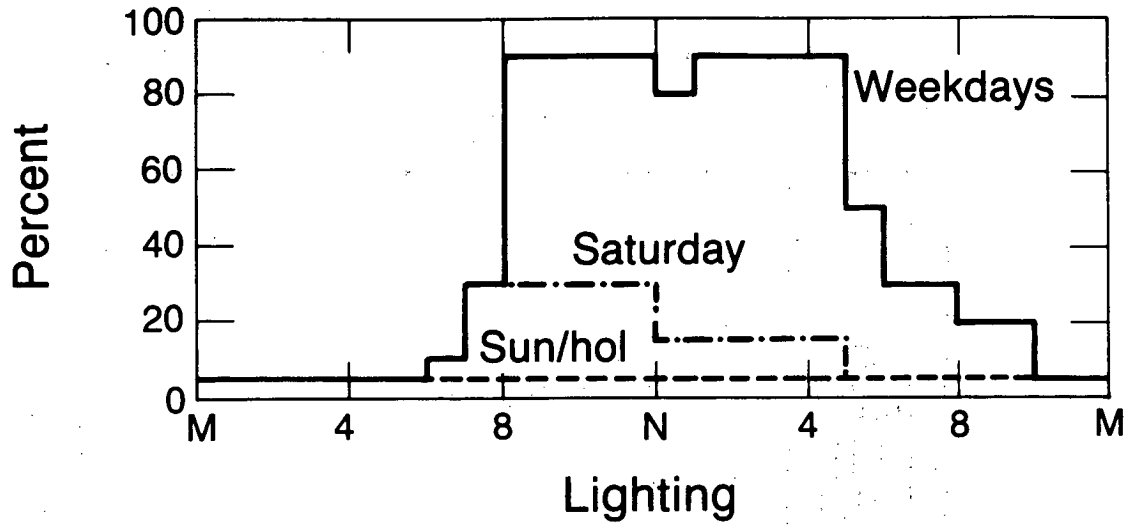 Percent
100
80
60
40
20
0
Weekdays
Saturday
Sun/hol
M 4 8 N 4 8 M
Lighting